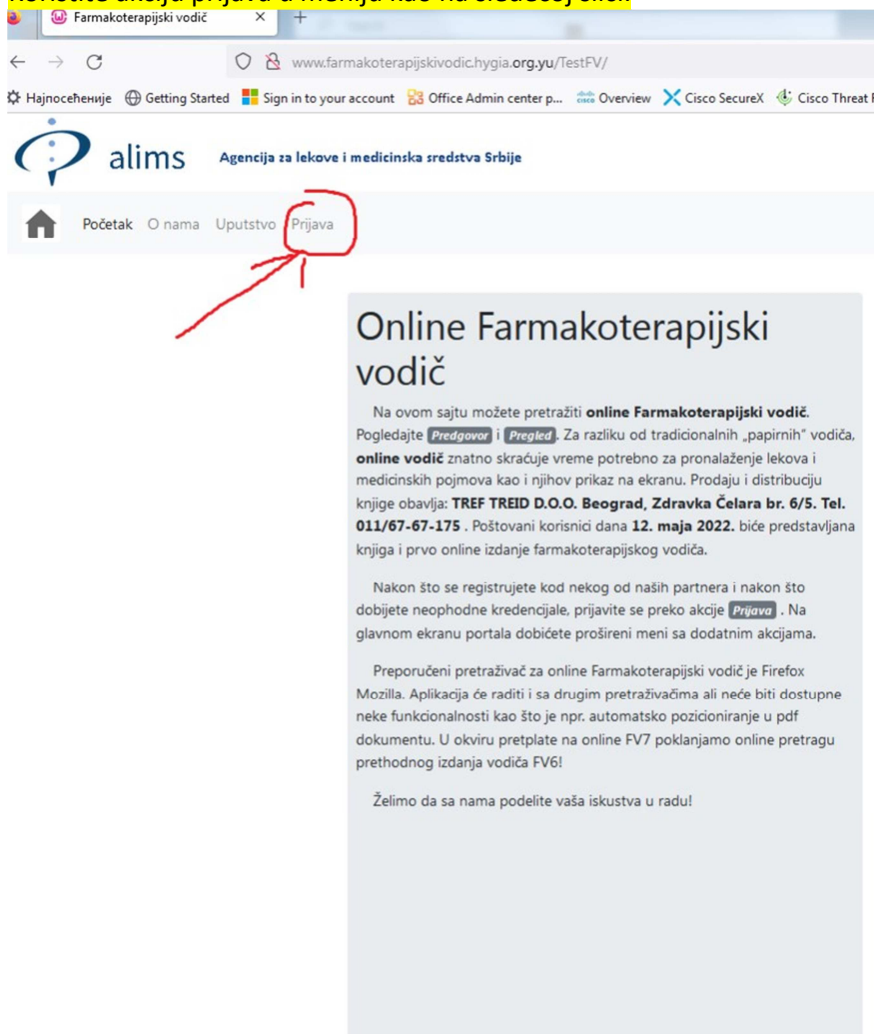 Koristite akciju prijava u meniju kao na sledećoj slici.
Farmakoterapijski vodič
www.farmakoterapijskivodic.hygia.org.yu/TestFV/
Најпосећеније Getting Started Sign in to your account Office Admin center p... Overview Cisco SecureX Cisco Threat
alims Agencija za lekove i medicinska sredstva Srbije
Početak O nama Uputstvo Prijava
Online Farmakoterapijski
vodič
Na ovom sajtu možete pretražiti online Farmakoterapijski vodič.
Pogledajte Predgovor i Pregled. Za razliku od tradicionalnih „papirnih" vodiča,
online vodič znatno skraćuje vreme potrebno za pronalaženje lekova i
medicinskih pojmova kao i njihov prikaz na ekranu. Prodaju i distribuciju
knjige obavlja: TREF TREID D.O.O. Beograd, Zdravka Čelara br. 6/5. Tel.
011/67-67-175 . Poštovani korisnici dana 12. maja 2022. biće predstavljana
knjiga i prvo online izdanje farmakoterapijskog vodiča.
Nakon što se registrujete kod nekog od naših partnera i nakon što
dobijete neophodne kredencijale, prijavite se preko akcije Prijava . Na
glavnom ekranu portala dobićete prošireni meni sa dodatnim akcijama.
Preporučeni pretraživač za online Farmakoterapijski vodič je Firefox
Mozilla. Aplikacija će raditi i sa drugim pretraživačima ali neće biti dostupne
neke funkcionalnosti kao što je npr. automatsko pozicioniranje u pdf
dokumentu. U okviru pretplate na online FV7 poklanjamo online pretragu
prethodnog izdanja vodiča FV6!
Želimo da sa nama podelite vaša iskustva u radu!